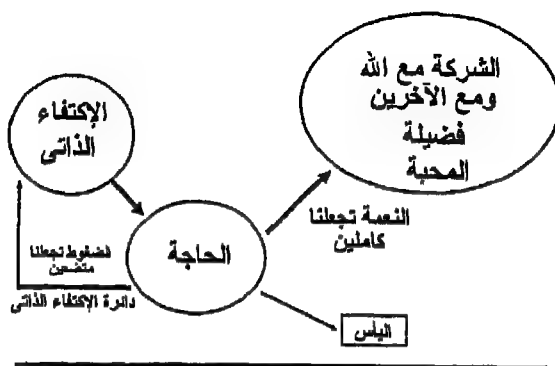 الشركة مع الله
ومع الآخرين
فضيلة
المحبة
الإكتفاء
الذاتى
النعمة تجعلنا
كاملين
الحاجة
لضغوط تجعلنا
متضعين
دائرة الإكتفاء الذاتى
اليأس